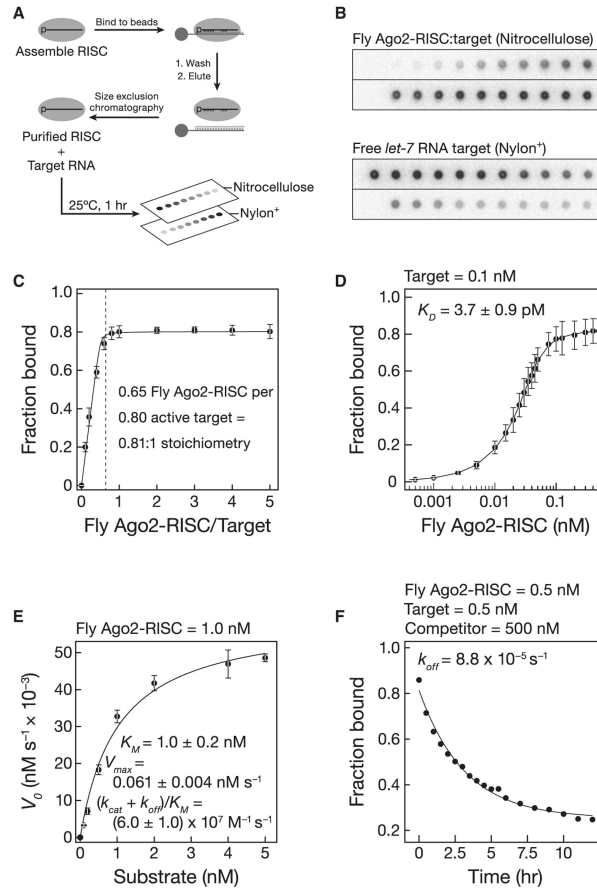 A
p
Assemble RISC
Bind to beads
p
1. Wash
2. Elute
p
Size exclusion
chromatography
p
Purified RISC
+
Target RNA
25ºC, 1 hr
Nitrocellulose
Nylon⁺
B
Fly Ago2-RISC:target (Nitrocellulose)
Free let-7 RNA target (Nylon⁺)
C
1.0
0.8
0.6
0.4
0.2
0
Fraction bound
0.65 Fly Ago2-RISC per
0.80 active target =
0.81:1 stoichiometry
0 1 2 3 4 5
Fly Ago2-RISC/Target
D
Target = 0.1 nM
K_D = 3.7 ± 0.9 pM
1.0
0.8
0.6
0.4
0.2
0
Fraction bound
0.001 0.01 0.1
Fly Ago2-RISC (nM)
E
Fly Ago2-RISC = 1.0 nM
50
40
30
20
10
0
V₀ (nM s⁻¹ × 10⁻³)
K_M = 1.0 ± 0.2 nM
V_max =
0.061 ± 0.004 nM s⁻¹
(k_cat + k_off)/K_M =
(6.0 ± 1.0) x 10⁷ M⁻¹ s⁻¹
0 1 2 3 4 5
Substrate (nM)
F
Fly Ago2-RISC = 0.5 nM
Target = 0.5 nM
Competitor = 500 nM
k_off = 8.8 x 10⁻⁵ s⁻¹
1.0
0.8
0.6
0.4
0.2
Fraction bound
0 2.5 5 7.5 10
Time (hr)